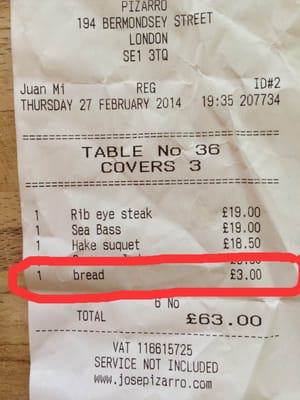 PIZARRO
194 BERMONDSEY STREET
LONDON
SE1 3TQ
Juan Mi REG ID#2
THURSDAY 27 FEBRUARY 2014 19:35 207734
TABLE No 36
COVERS 3
1 Rib eye steak £19.00
1 Sea Bass £19.00
1 Hake suquet £18.50
1 bread £3.00
6 No
TOTAL £63.00
VAT 116615725
SERVICE NOT INCLUDED
www.josepizarro.com